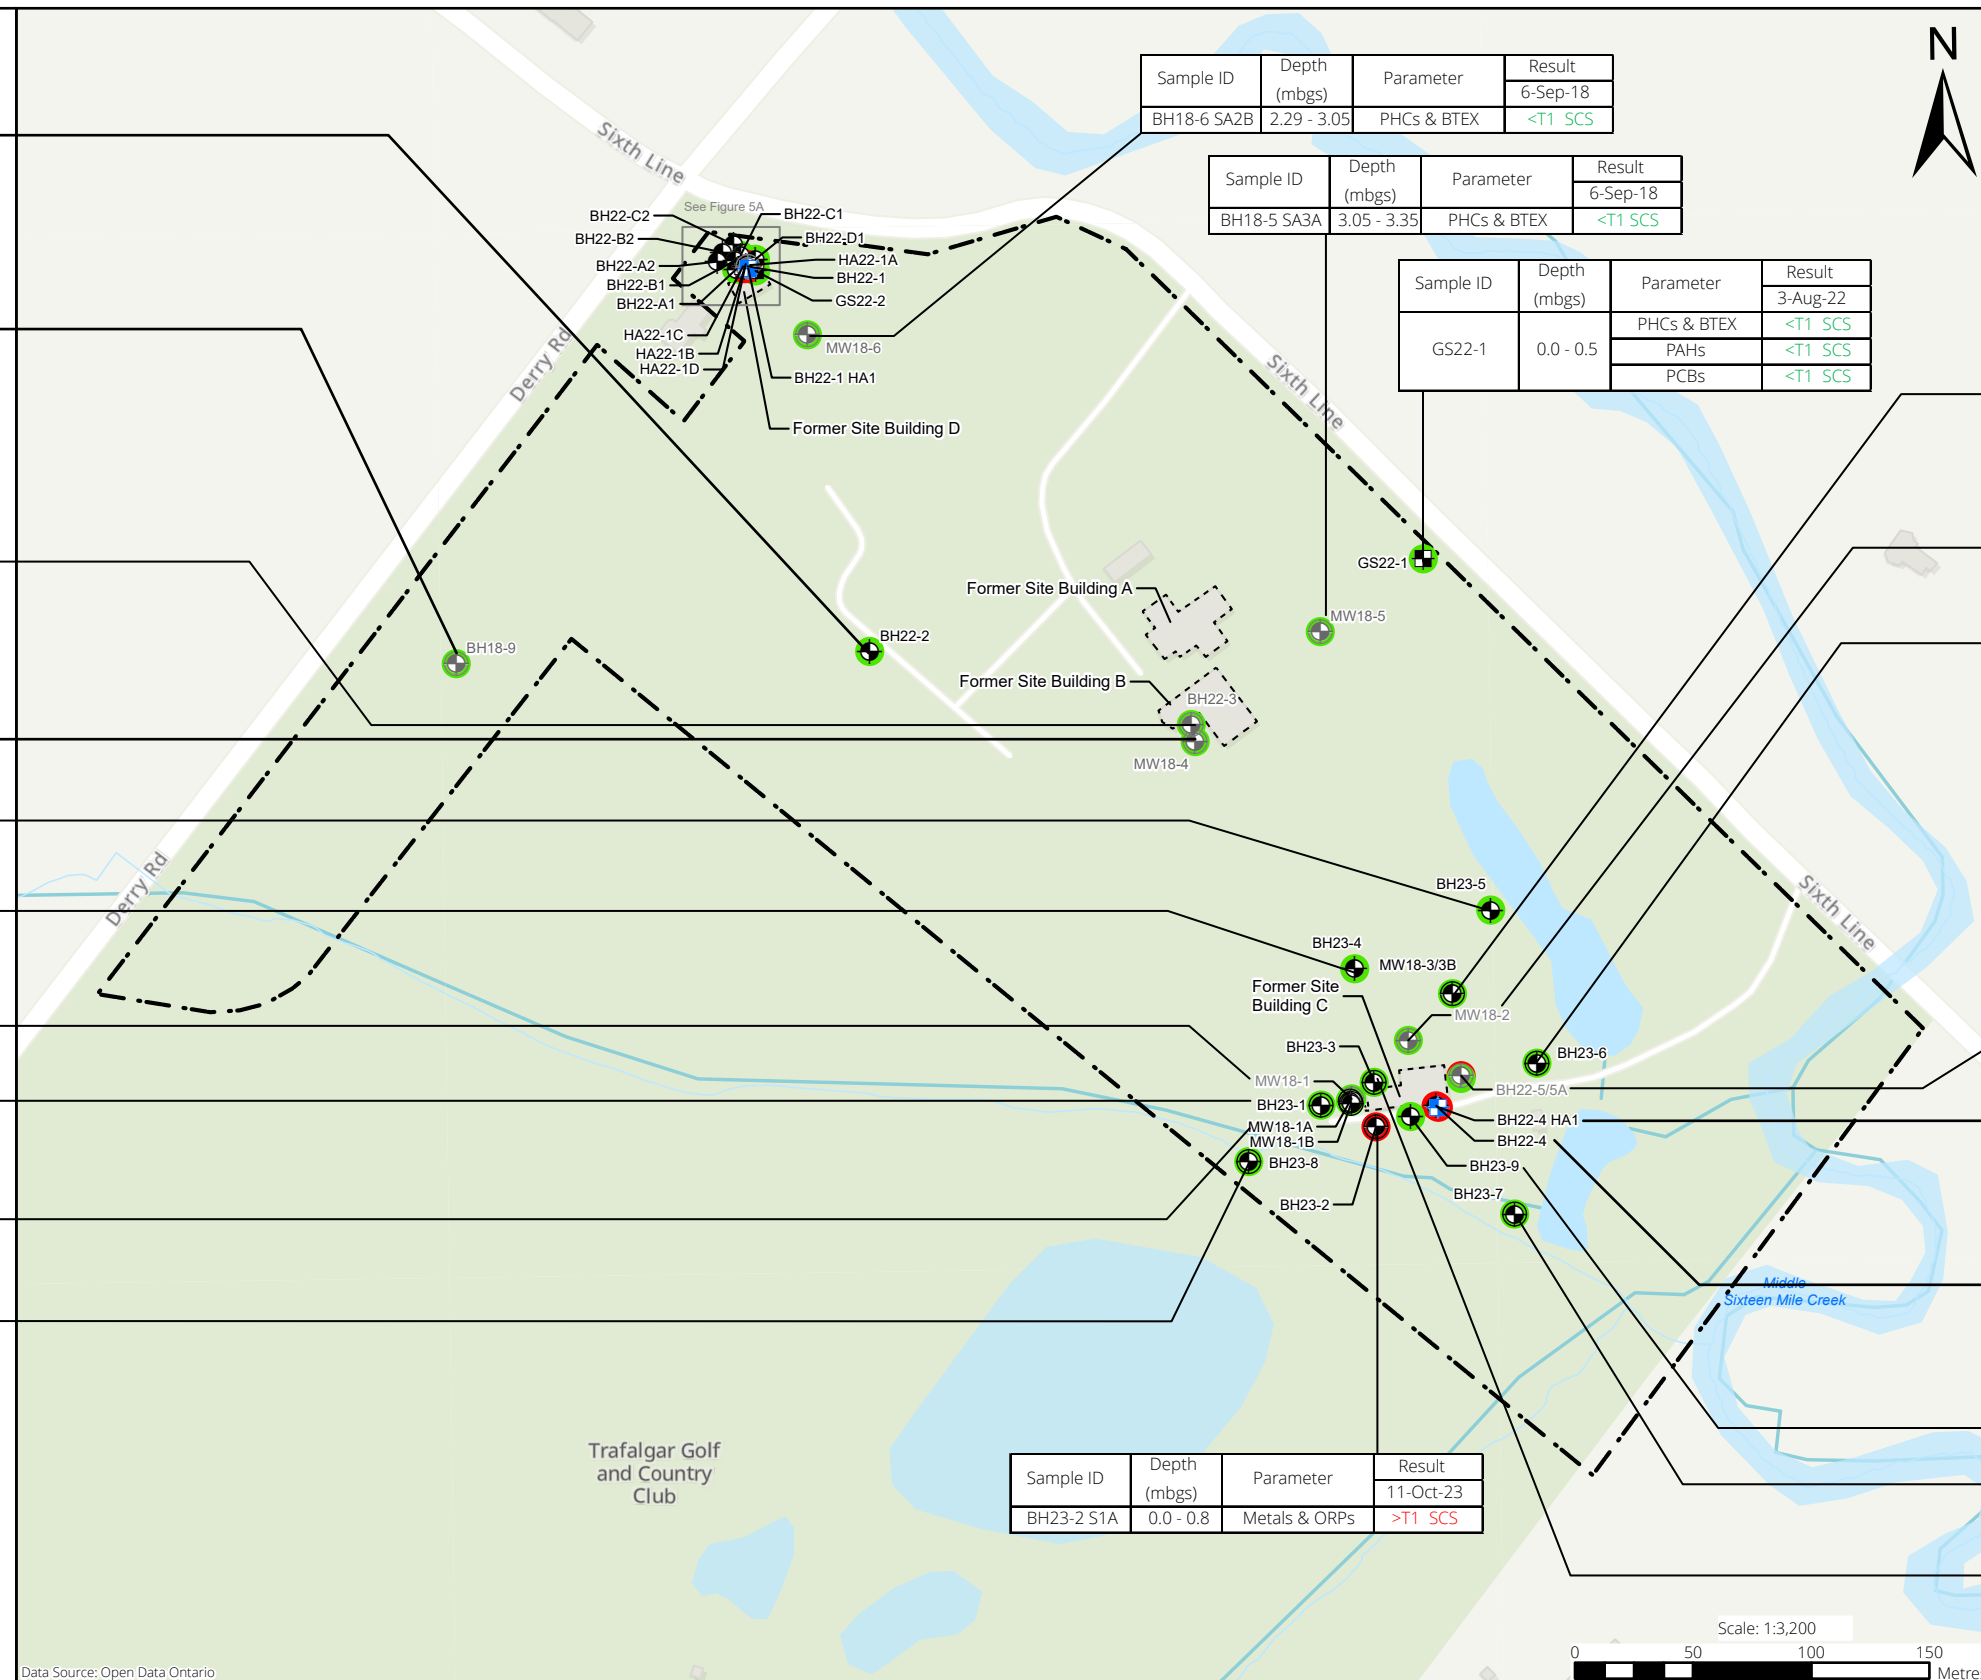 N
Sample ID Depth (mbgs) Parameter Result
6-Sep-18
BH18-6 SA2B 2.29 - 3.05 PHCs & BTEX <T1 SCS
Sample ID Depth (mbgs) Parameter Result
6-Sep-18
BH18-5 SA3A 3.05 - 3.35 PHCs & BTEX <T1 SCS
Sample ID Depth (mbgs) Parameter Result
3-Aug-22
GS22-1 0.0 - 0.5 PHCs & BTEX <T1 SCS
PAHs <T1 SCS
PCBs <T1 SCS
Sixth Line
See Figure 5A
BH22-C2
BH22-C1
BH22-B2
BH22-D1
BH22-A2
HA22-1A
BH22-B1
BH22-1
BH22-A1
GS22-2
HA22-1C
HA22-1B
HA22-1D
MW18-6
BH22-1 HA1
Former Site Building D
Derry Rd
Sixth Line
GS22-1
Former Site Building A
MW18-5
BH22-2
BH18-9
Former Site Building B
BH22-3
MW18-4
Derry Rd
BH23-5
Sixth Line
BH23-4
MW18-3/3B
Former Site
Building C
MW18-2
BH23-3
BH23-6
MW18-1
BH22-5/5A
BH23-1
MW18-1A
BH22-4 HA1
MW18-1B
BH22-4
BH23-8
BH23-9
BH23-2
BH23-7
Middle
Sixteen Mile Creek
Trafalgar Golf
and Country
Club
Sample ID Depth (mbgs) Parameter Result
11-Oct-23
BH23-2 S1A 0.0 - 0.8 Metals & ORPs >T1 SCS
Scale: 1:3,200
0 50 100 150
Metre
Data Source: Open Data Ontario